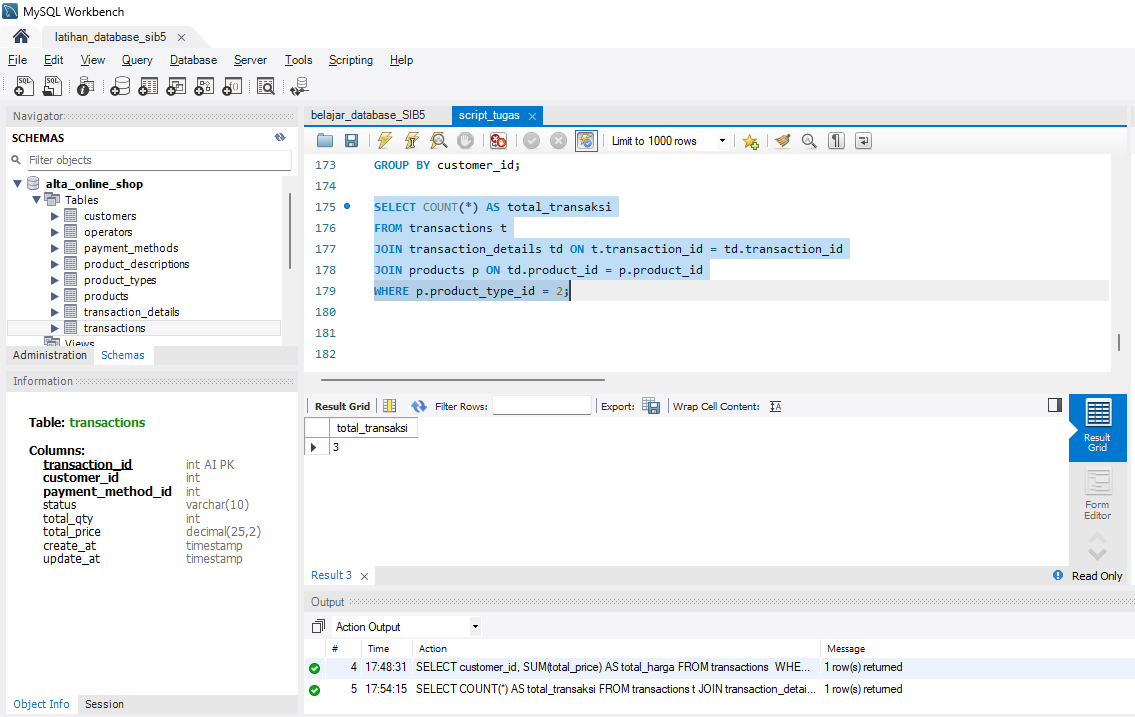 MySQL Workbench
latihan_database_sib5
File Edit View Query Database Server Tools Scripting Help
Navigator
SCHEMAS
Filter objects
alta_online_shop
Tables
customers
operators
payment_methods
product_descriptions
product_types
products
transaction_details
transactions
Views
Administration Schemas
Information
Table: transactions
Columns:
transaction_id int AI PK
customer_id int
payment_method_id int
status varchar(10)
total_qty int
total_price decimal(25,2)
create_at timestamp
update_at timestamp
Object Info Session
belajar_database_SIB5 script_tugas
Limit to 1000 rows
173 GROUP BY customer_id;
174
175 SELECT COUNT(*) AS total_transaksi
176 FROM transactions t
177 JOIN transaction_details td ON t.transaction_id = td.transaction_id
178 JOIN products p ON td.product_id = p.product_id
179 WHERE p.product_type_id = 2;
180
181
182
Result Grid Filter Rows: Export: Wrap Cell Content:
total_transaksi
3
Result Grid
Form Editor
Result 3
Read Only
Output
Action Output
# Time Action Message
4 17:48:31 SELECT customer_id, SUM(total_price) AS total_harga FROM transactions WHE... 1 row(s) returned
5 17:54:15 SELECT COUNT(*) AS total_transaksi FROM transactions t JOIN transaction_detai... 1 row(s) returned